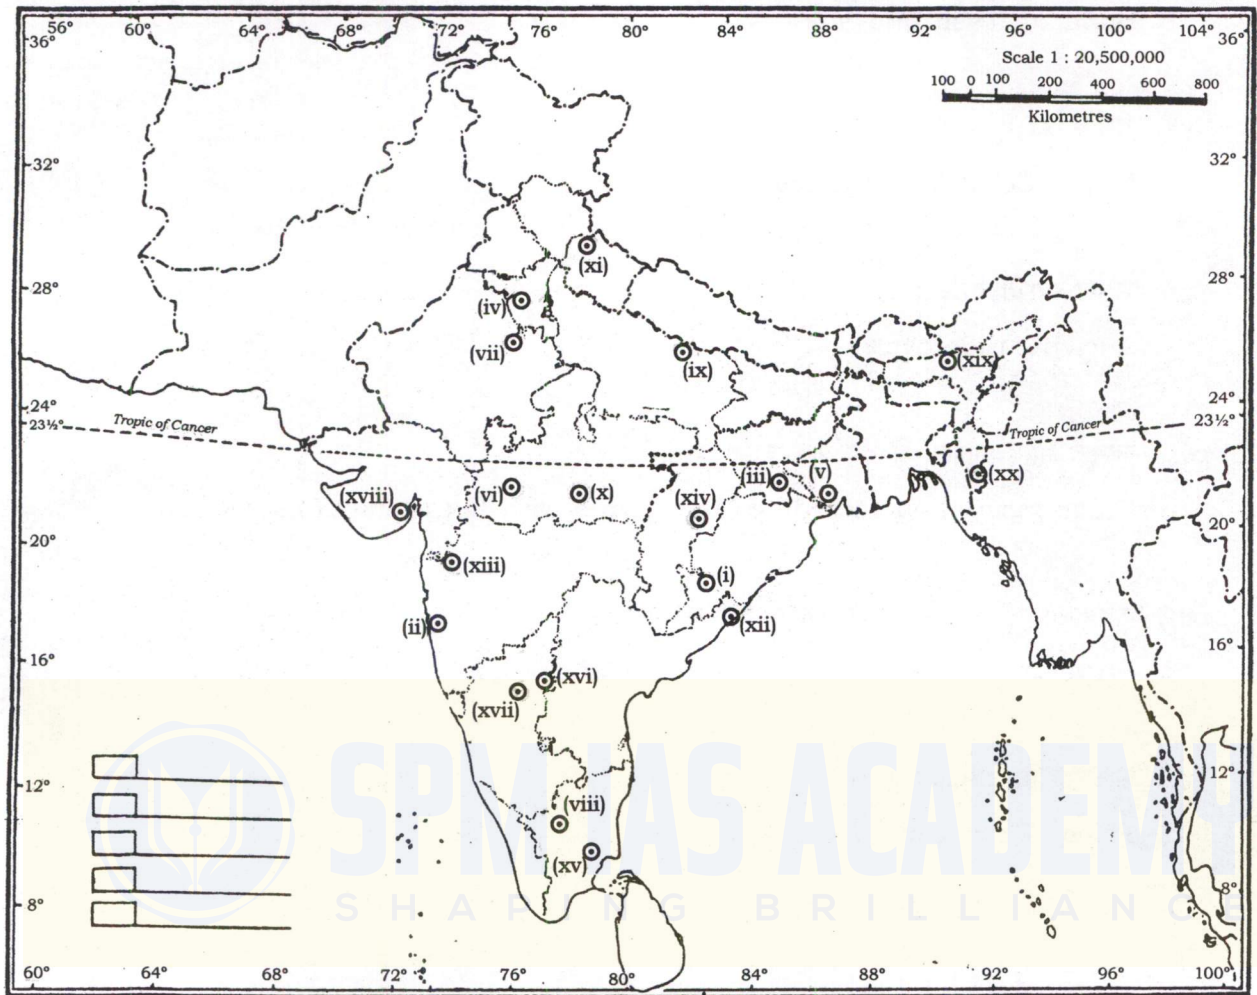 56° 60° 64° 68° 72° 76° 80° 84° 88° 92° 96° 100° 104°
36° 36°
Scale 1 : 20,500,000
100 0 100 200 400 600 800
Kilometres
32° 32°
(xi)
28° 28°
(iv)
(vii)
(ix) (xix)
24° 24°
23½° Tropic of Cancer Tropic of Cancer 23½°
(iii) (v) (xx)
(xviii) (vi) (x) (xiv)
20° 20°
(xiii) (i)
(ii) (xii)
16° 16°
(xvi)
(xvii)
SPM IAS ACADEMY
12° 12°
(viii)
(xv)
8° 8°
SHAPING BRILLIANCE
60° 64° 68° 72° 76° 80° 84° 88° 92° 96° 100°